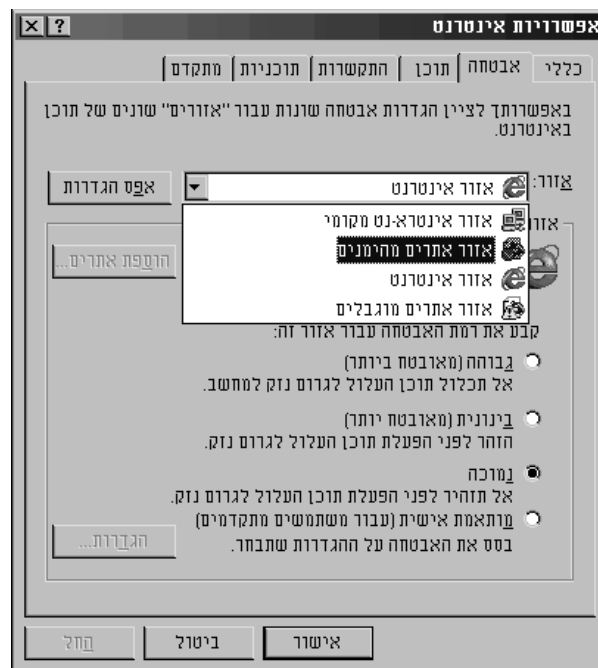 אפשרויות אינטרנט
כללי אבטחה תוכן התקשרות תוכניות מתקדם
באפשרותך לציין הגדרות אבטחה שונות עבור "אזורים" שונים של תוכן
באינטרנט.
אזור: אזור אינטרנט אפס הגדרות
אזור אינטרא-נט מקומי
אזור אתרים מהימנים
אזור אינטרנט
אזור אתרים מוגבלים
הוספת אתרים...
קבע את רמת האבטחה עבור אזור זה:
גבוהה (מאובטח ביותר)
אל תכלול תוכן העלול לגרום נזק למחשב.
בינונית (מאובטח יותר)
הזהר לפני הפעלת תוכן העלול לגרום נזק.
נמוכה
אל תזהיר לפני הפעלת תוכן העלול לגרום נזק.
מותאמת אישית (עבור משתמשים מתקדמים)
בסס את האבטחה על ההגדרות שתבחר.
הגדרות...
אישור ביטול החל